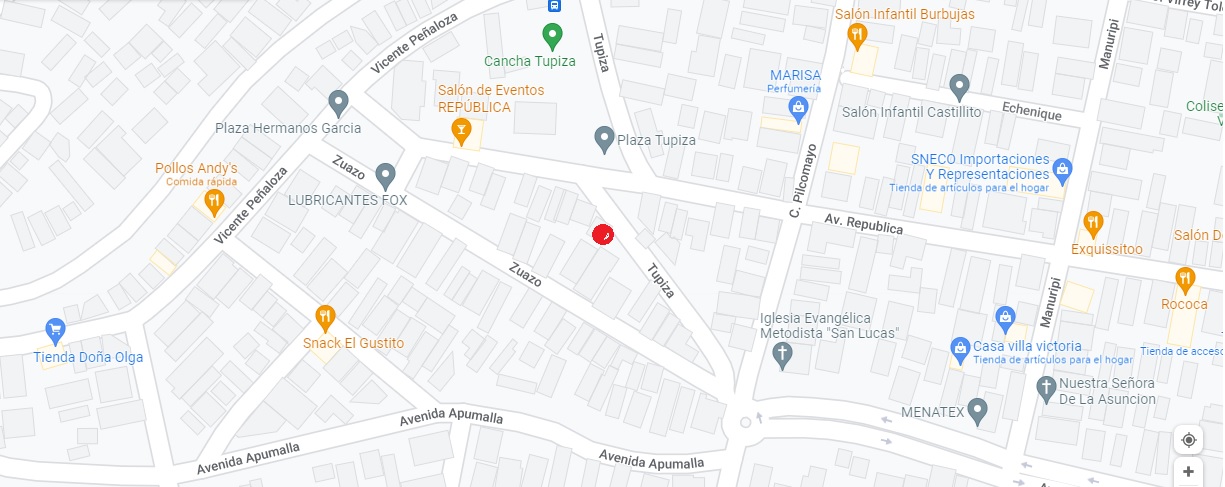 Virrey Tole
Salón Infantil Burbujas
Vicente Peñaloza
Tupiza
Manuripi
Cancha Tupiza
MARISA
Perfumería
Salón de Eventos
REPÚBLICA
Salón Infantil Castillito
Echenique
Colise
Plaza Hermanos Garcia
Plaza Tupiza
Zuazo
Pollos Andy's
Comida rápida
LUBRICANTES FOX
C. Pilcomayo
SNECO Importaciones
Y Representaciones
Tienda de artículos para el hogar
Vicente Peñaloza
Av. Republica
Exquissitoo
Salón D
Zuazo
Tupiza
Manuripi
Rococa
Iglesia Evangélica
Metodista "San Lucas"
Snack El Gustito
Tienda Doña Olga
Casa villa victoria
Tienda de artículos para el hogar
Tienda de acceso
Nuestra Señora
De La Asuncion
MENATEX
Avenida Apumalla
Avenida Apumalla
Avenida Apumalla